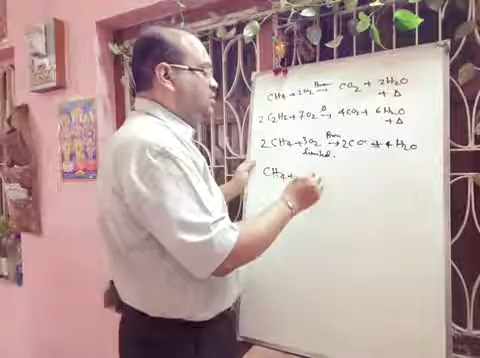 CH₄ + 2O₂ Burn → CO₂ + 2H₂O + Δ
2C₂H₆ + 7O₂ Δ → 4CO₂ + 6H₂O + Δ
2CH₄ + 3O₂ Burn → 2CO + 4H₂O
limited.
CH₄ +